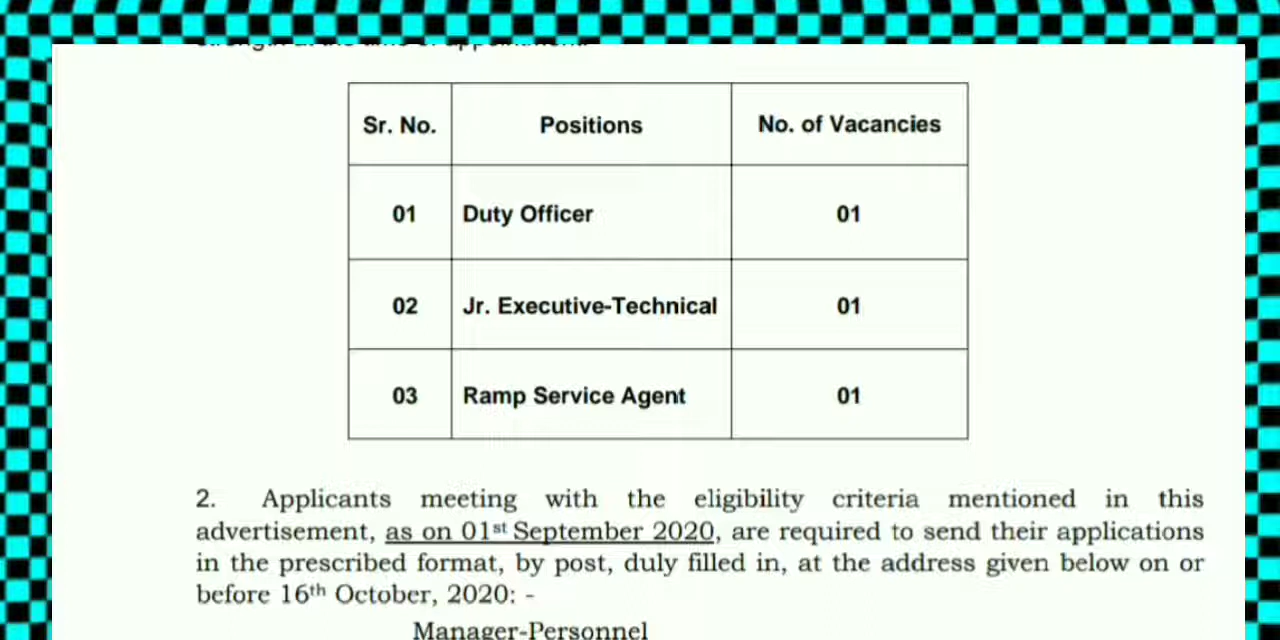 Sr. No. Positions No. of Vacancies
01 Duty Officer 01
02 Jr. Executive-Technical 01
03 Ramp Service Agent 01
2. Applicants meeting with the eligibility criteria mentioned in this
advertisement, as on 01st September 2020, are required to send their applications
in the prescribed format, by post, duly filled in, at the address given below on or
before 16th October, 2020: -
Manager-Personnel